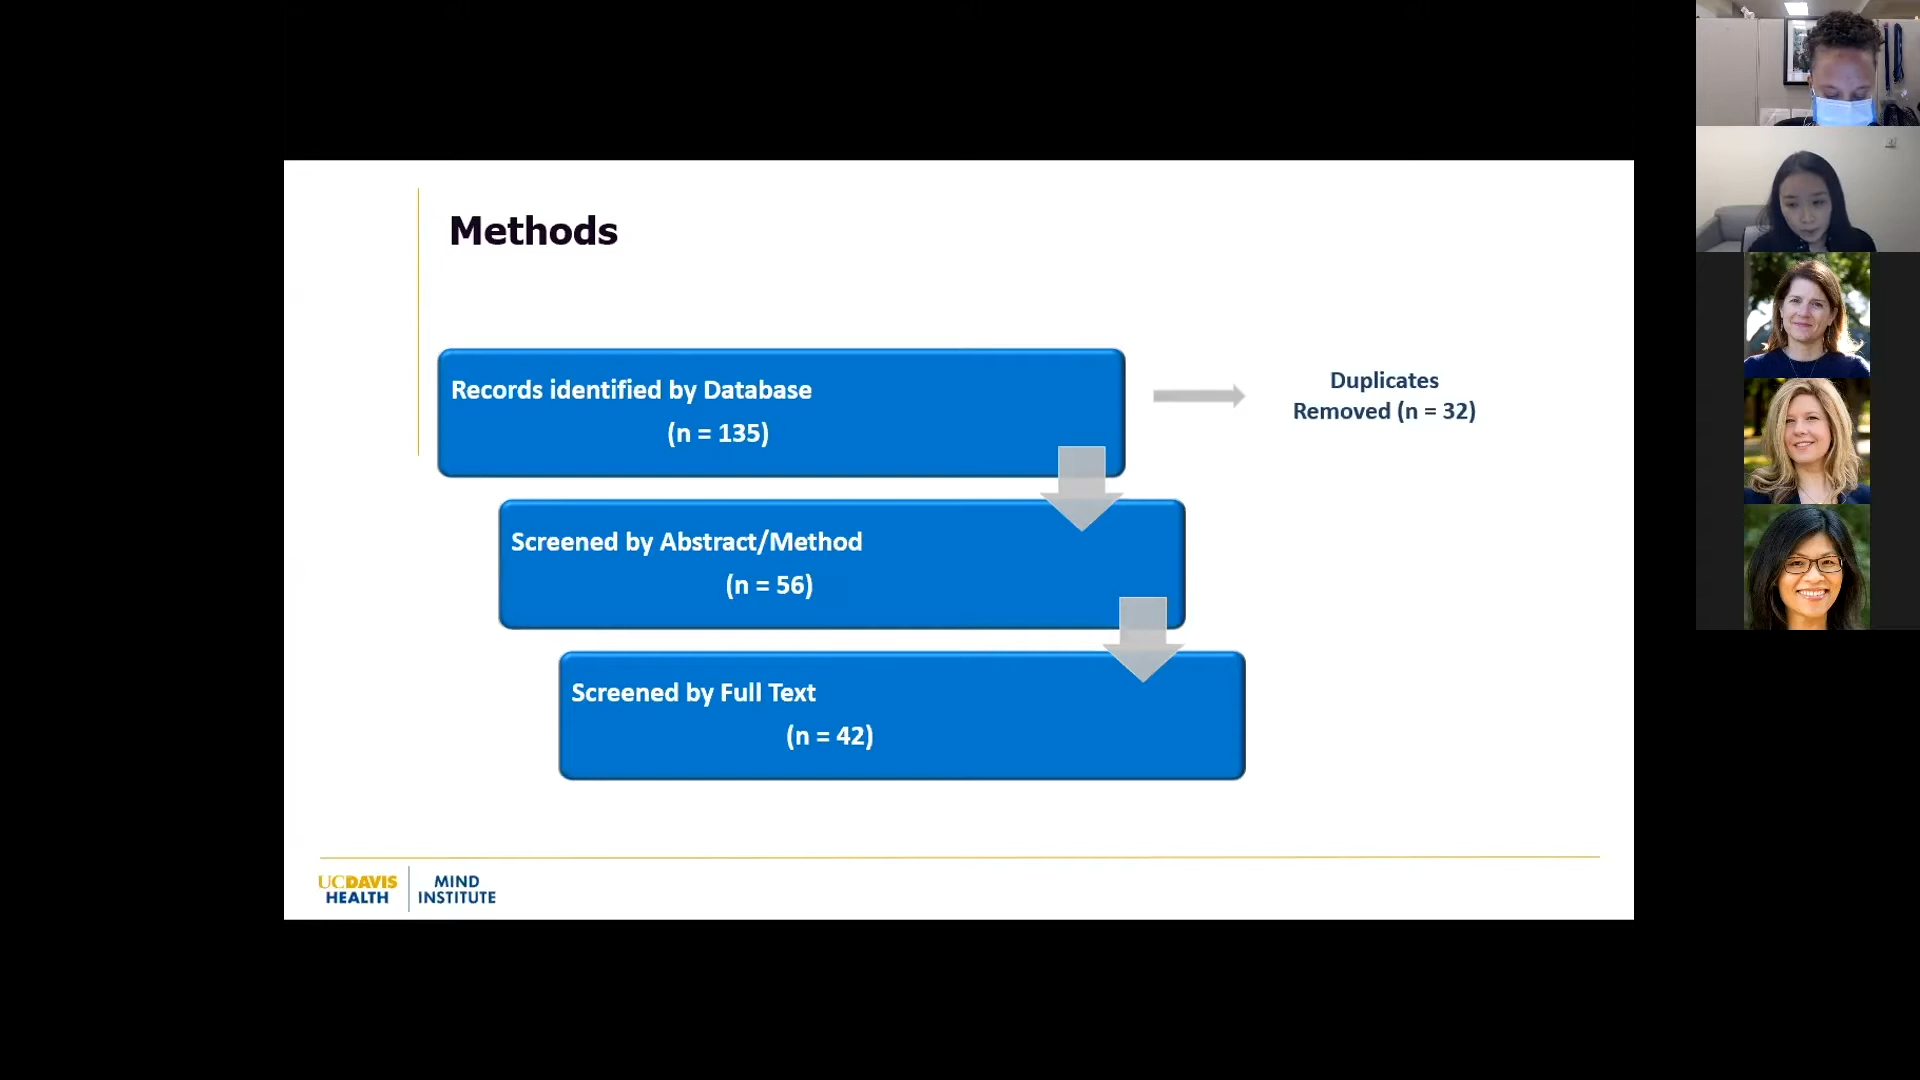 Methods
Records identified by Database
(n = 135)
Duplicates
Removed (n = 32)
Screened by Abstract/Method
(n = 56)
Screened by Full Text
(n = 42)
UCDAVIS
HEALTH
MIND
INSTITUTE